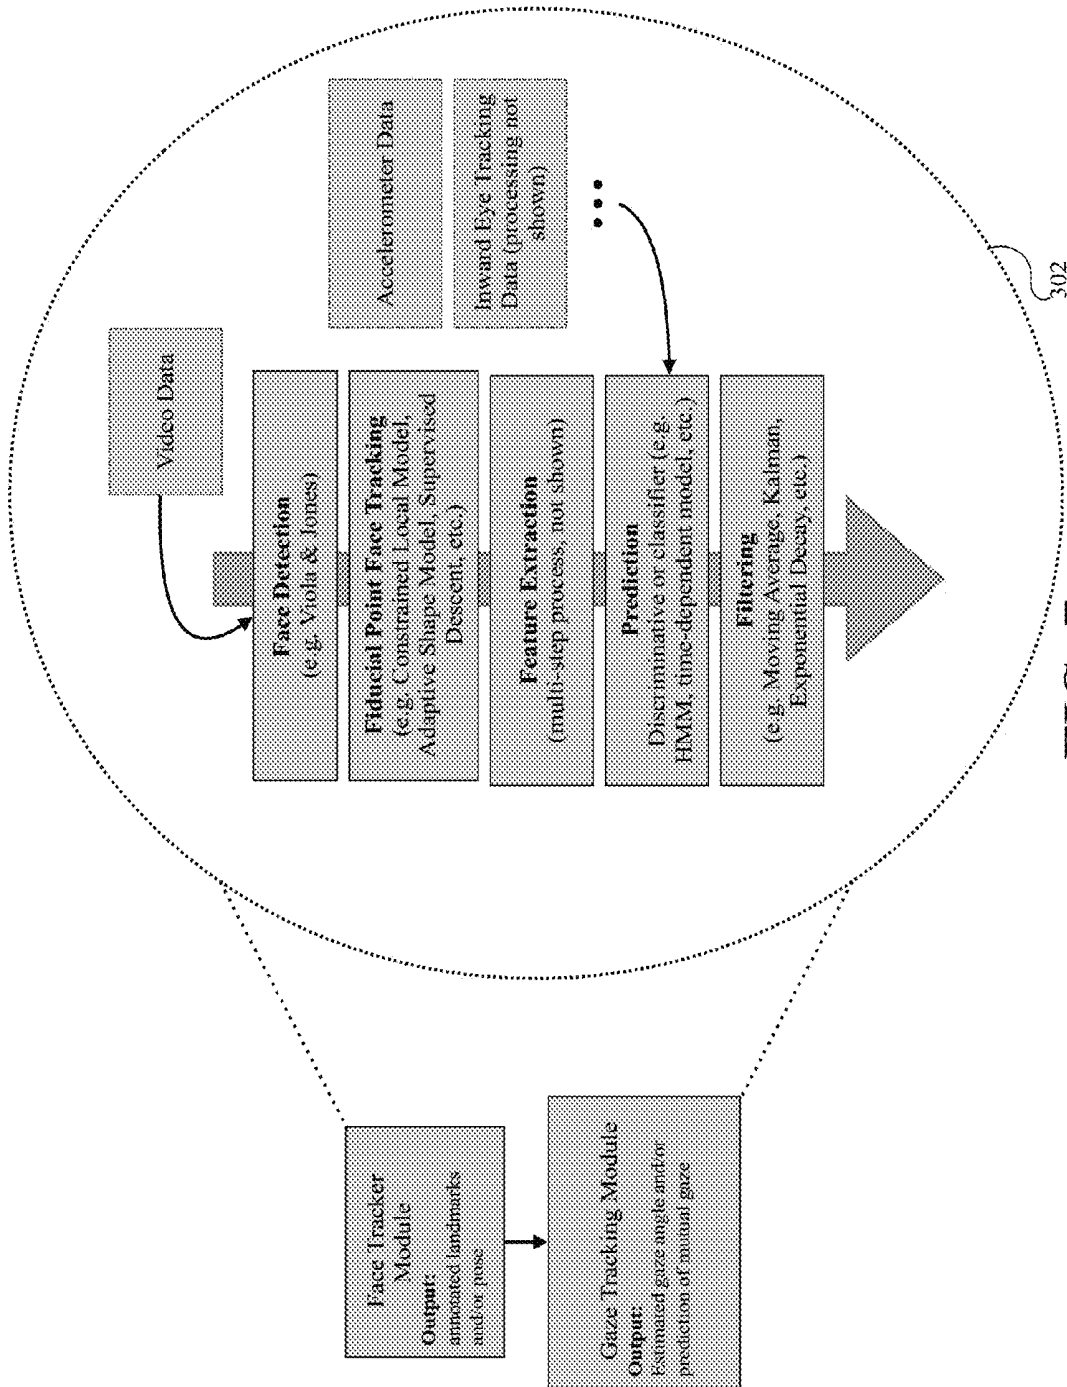 Face Tracker
Module
Output:
annotated landmarks
and/or pose
Gaze Tracking Module
Output:
Estimated gaze angle and/or
prediction of mutual gaze
Video Data
Face Detection
(e.g. Viola & Jones)
Fiducial Point Face Tracking
(e.g. Constrained Local Model,
Adaptive Shape Model, Supervised
Descent, etc.)
Feature Extraction
(multi-step process, not shown)
Prediction
Discriminative or classifier (e.g.
HMM, time-dependent model, etc.)
Filtering
(e.g. Moving Average, Kalman,
Exponential Decay, etc.)
Accelerometer Data
Inward Eye Tracking
Data (processing not
shown)
302